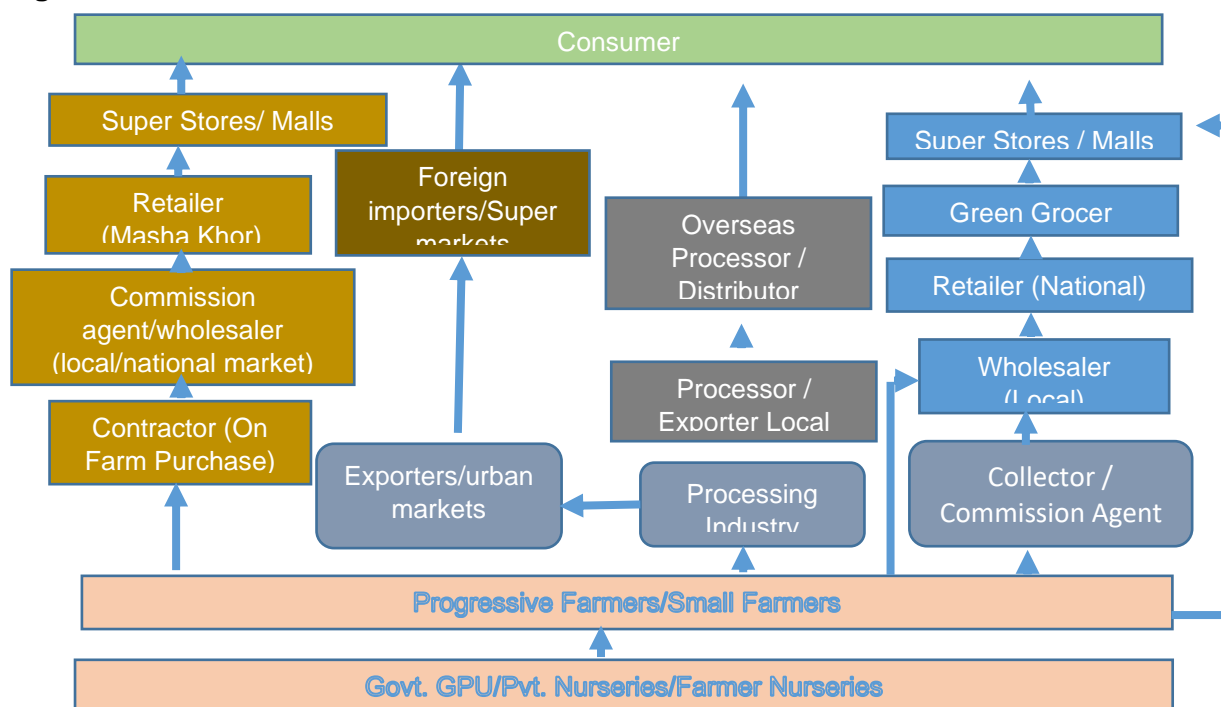 Consumer
Super Stores/ Malls
Retailer
(Masha Khor)
Commission
agent/wholesaler
(local/national market)
Contractor (On
Farm Purchase)
Foreign
importers/Super
markets
Exporters/urban
markets
Overseas
Processor /
Distributor
Processor /
Exporter Local
Processing
Industry
Super Stores / Malls
Green Grocer
Retailer (National)
Wholesaler
(Local)
Collector /
Commission Agent
Progressive Farmers/Small Farmers
Govt. GPU/Pvt. Nurseries/Farmer Nurseries